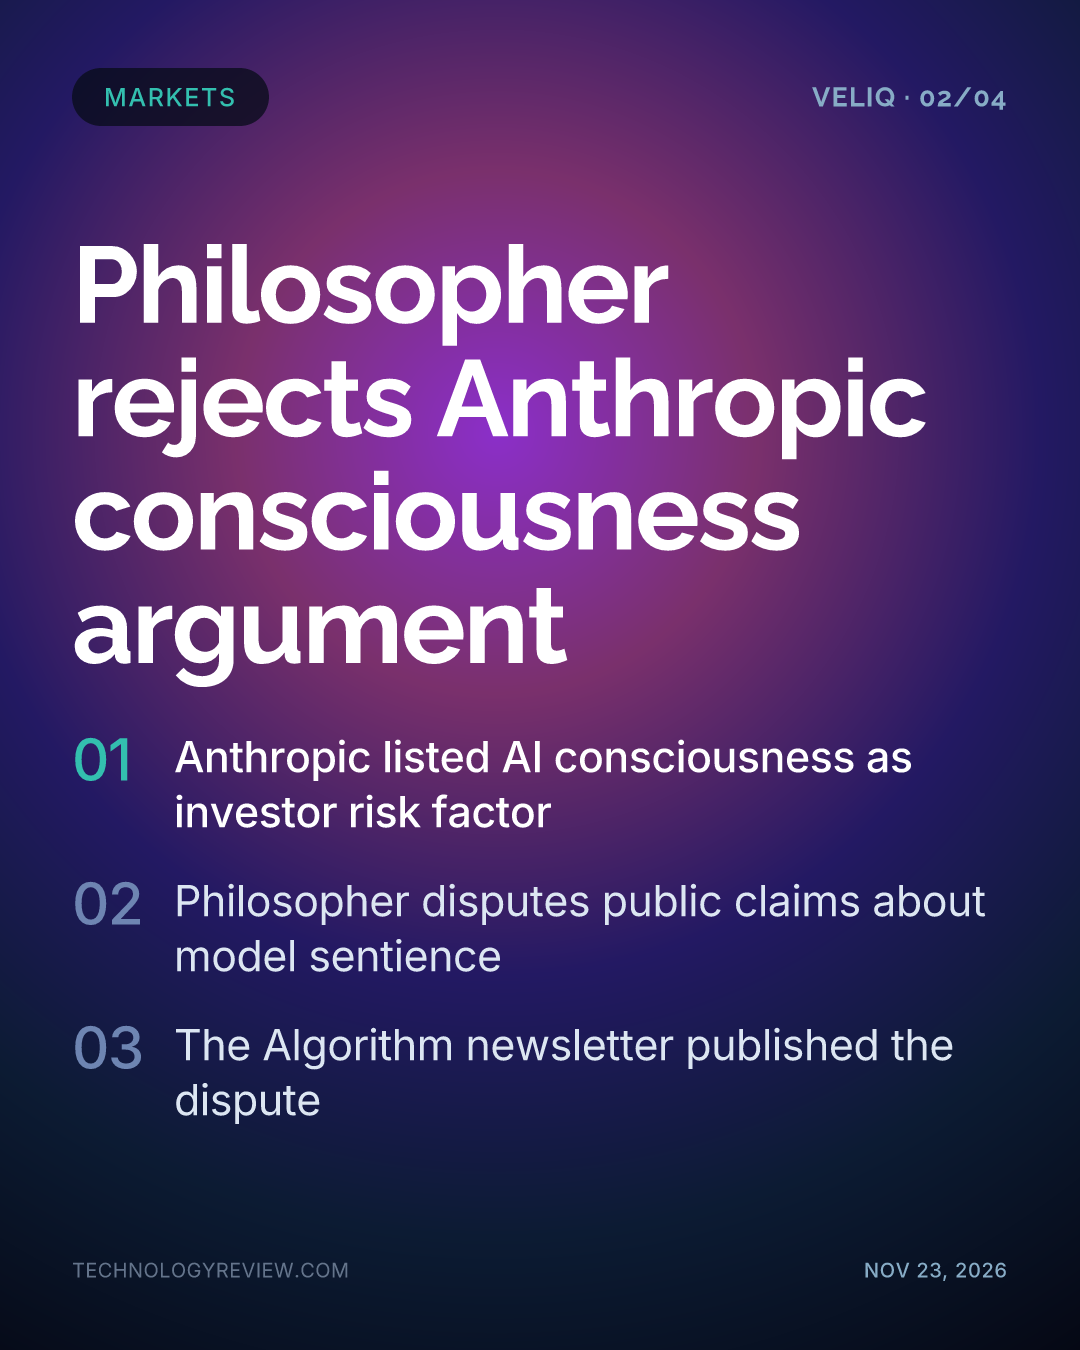 MARKETS
VELIQ · 02/04
Philosopher
rejects Anthropic
consciousness
argument
01 Anthropic listed AI consciousness as
investor risk factor
02 Philosopher disputes public claims about
model sentience
03 The Algorithm newsletter published the
dispute
TECHNOLOGYREVIEW.COM
NOV 23, 2026